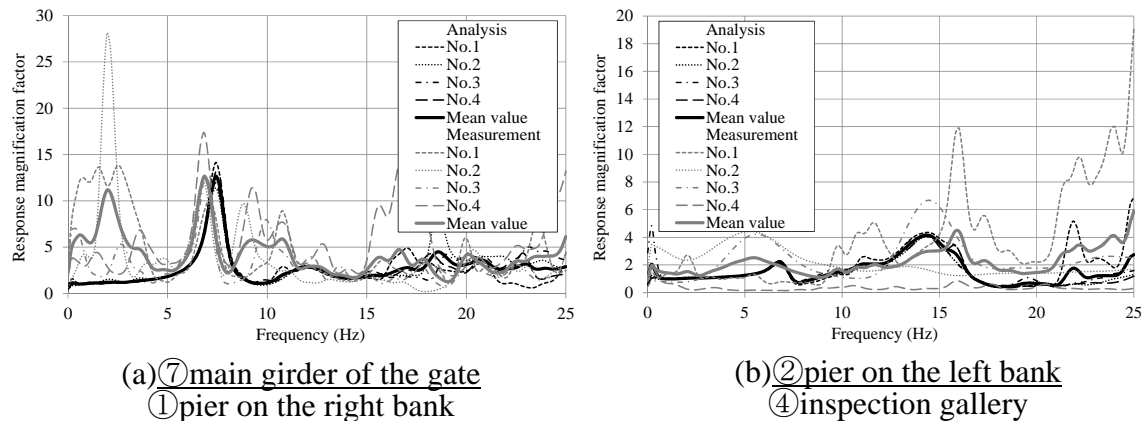 30
25
20
15
10
5
0
Response magnification factor
0
5
10
15
20
25
Frequency (Hz)
Analysis
No.1
No.2
No.3
No.4
Mean value
Measurement
No.1
No.2
No.3
No.4
Mean value
(a)⑦main girder of the gate
①pier on the right bank
20
18
16
14
12
10
8
6
4
2
0
Response magnification factor
0
5
10
15
20
25
Frequency (Hz)
Analysis
No.1
No.2
No.3
No.4
Mean value
Measurement
No.1
No.2
No.3
No.4
Mean value
(b)②pier on the left bank
④inspection gallery